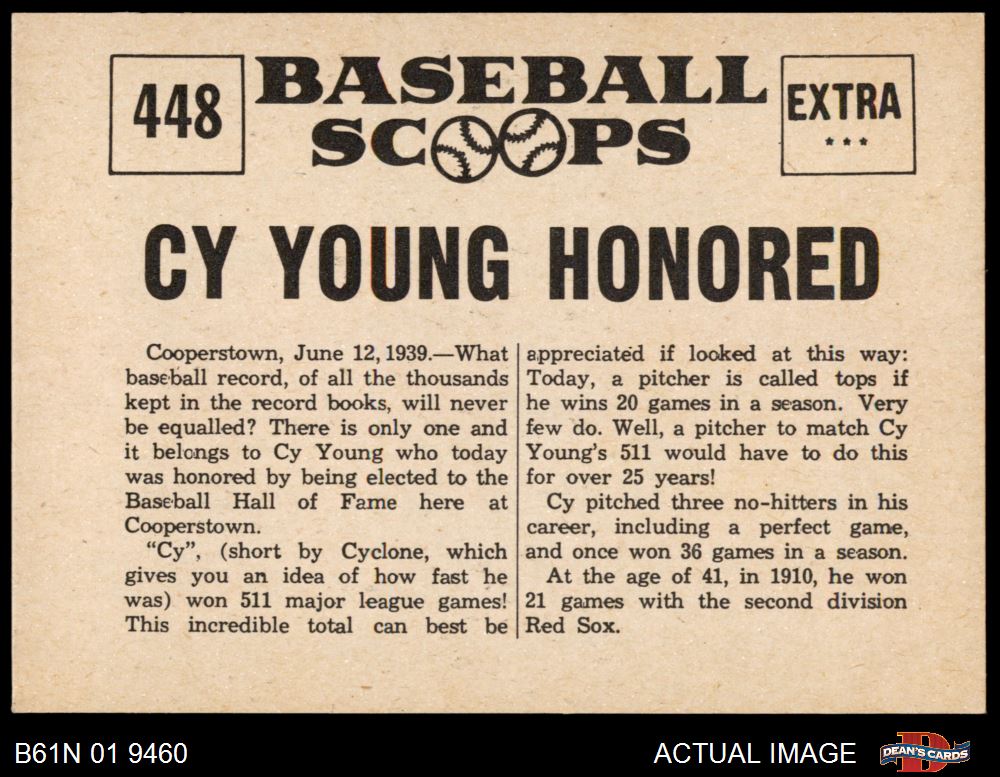 448
BASEBALL
SCOOPS
EXTRA
***
CY YOUNG HONORED
Cooperstown, June 12, 1939.—What
baseball record, of all the thousands
kept in the record books, will never
be equalled? There is only one and
it belongs to Cy Young who today
was honored by being elected to the
Baseball Hall of Fame here at
Cooperstown.
"Cy", (short by Cyclone, which
gives you an idea of how fast he
was) won 511 major league games!
This incredible total can best be
appreciated if looked at this way:
Today, a pitcher is called tops if
he wins 20 games in a season. Very
few do. Well, a pitcher to match Cy
Young's 511 would have to do this
for over 25 years!
Cy pitched three no-hitters in his
career, including a perfect game,
and once won 36 games in a season.
At the age of 41, in 1910, he won
21 games with the second division
Red Sox.
B61N 01 9460
ACTUAL IMAGE
D
DEAN'S CARDS